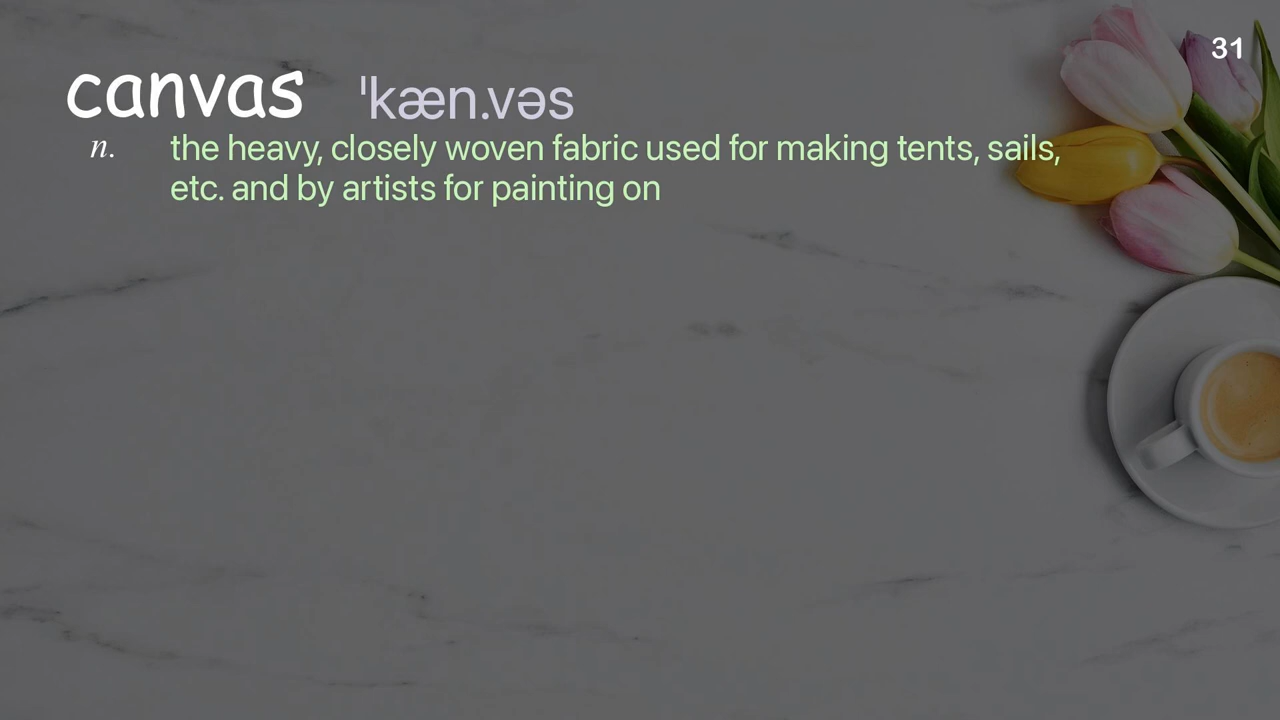 31
canvas ˈkæn.vəs
n. the heavy, closely woven fabric used for making tents, sails,
etc. and by artists for painting on